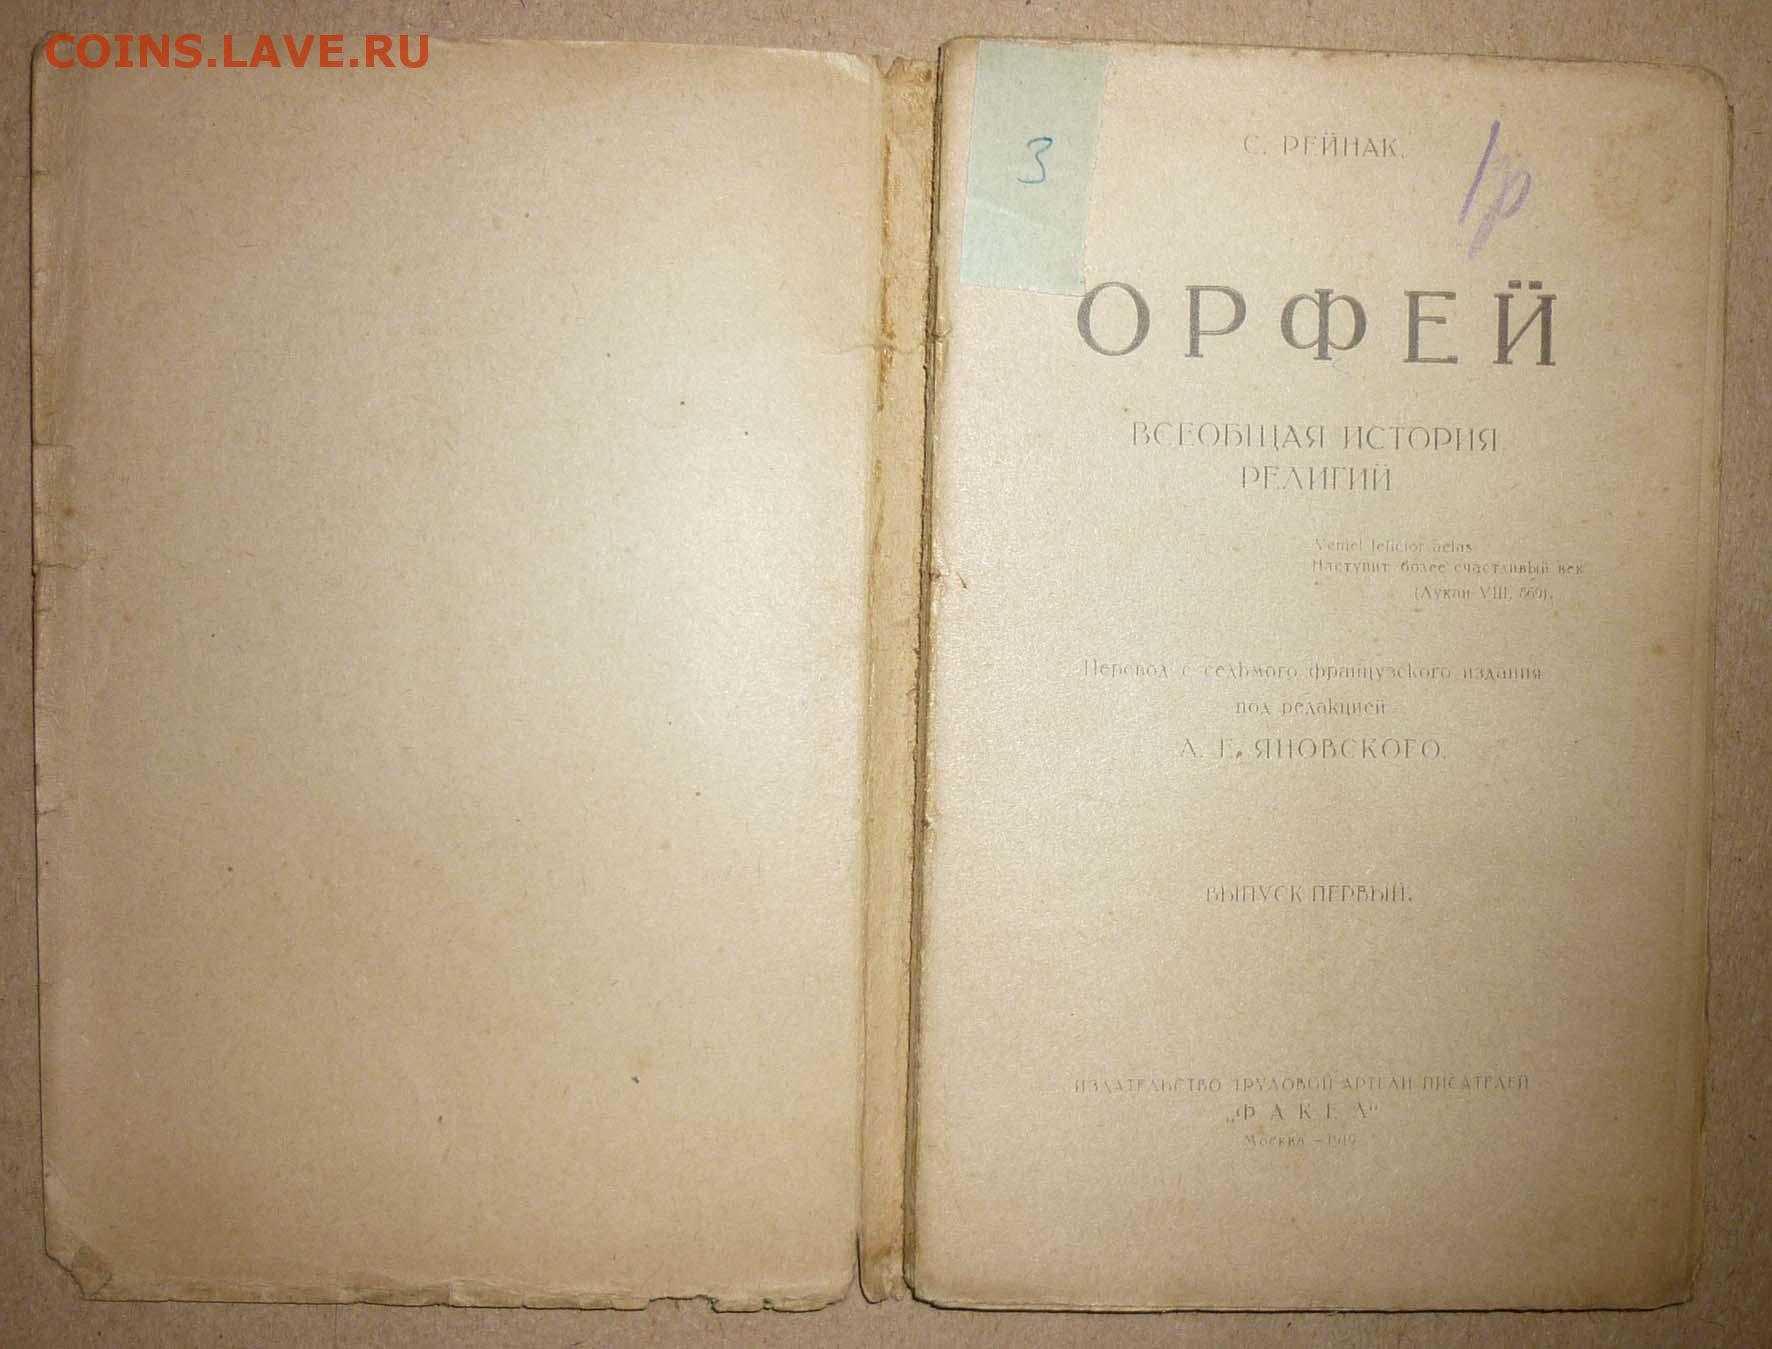 COINS.LAVE.RU
3
С. РЕЙНАК.
1р
ОРФЕЙ
ВСЕОБЩАЯ ИСТОРИЯ
РЕЛИГИЙ
Veniet felicior aetas
Наступит более счастливый век
(Лукан VIII, 869).
Перевод с седьмого французского издания
под редакцией
А. Е. ЯНОВСКОГО.
ВЫПУСК ПЕРВЫЙ.
ИЗДАТЕЛЬСТВО ТРУДОВОЙ АРТЕЛИ ПИСАТЕЛЕЙ
„ФАКЕЛ"
Москва – 1919